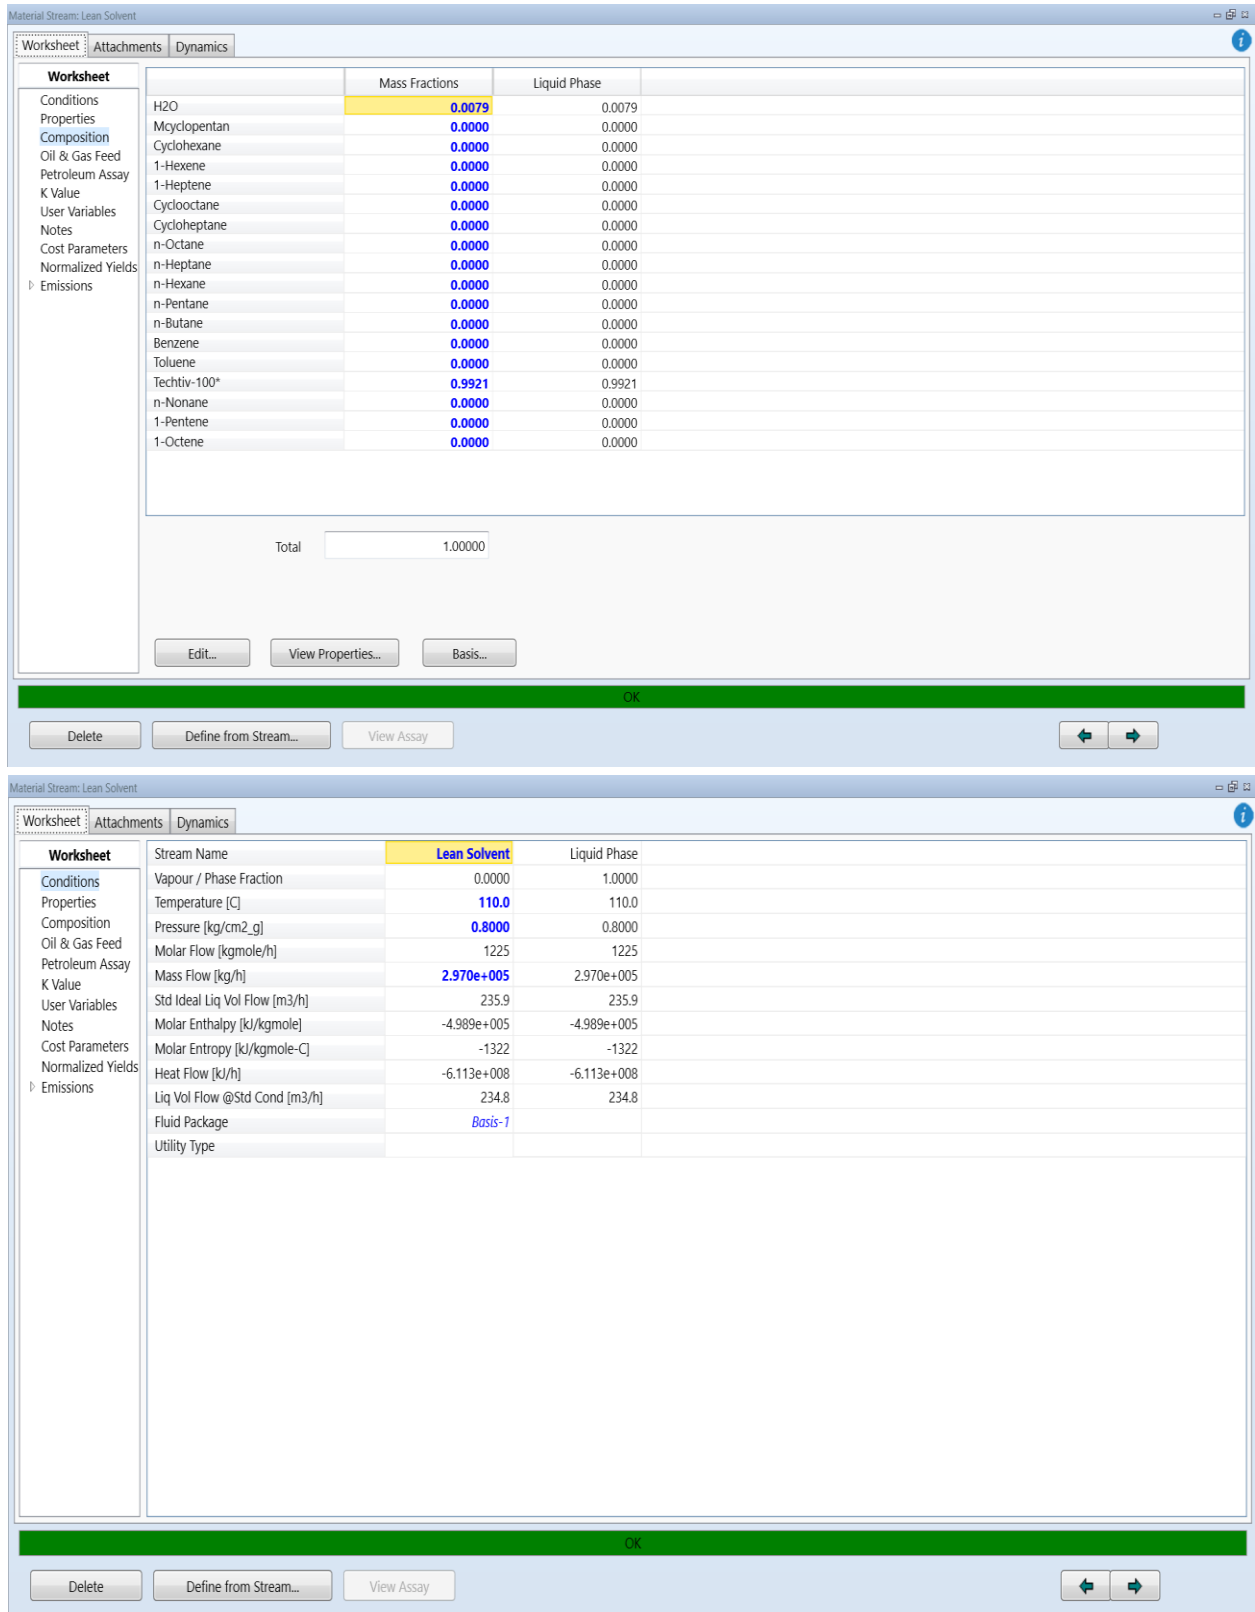 Material Stream: Lean Solvent
Worksheet Attachments Dynamics
Worksheet
Conditions
Properties
Composition
Oil & Gas Feed
Petroleum Assay
K Value
User Variables
Notes
Cost Parameters
Normalized Yields
Emissions
Mass Fractions Liquid Phase
H2O 0.0079 0.0079
Mcyclopentan 0.0000 0.0000
Cyclohexane 0.0000 0.0000
1-Hexene 0.0000 0.0000
1-Heptene 0.0000 0.0000
Cyclooctane 0.0000 0.0000
Cycloheptane 0.0000 0.0000
n-Octane 0.0000 0.0000
n-Heptane 0.0000 0.0000
n-Hexane 0.0000 0.0000
n-Pentane 0.0000 0.0000
n-Butane 0.0000 0.0000
Benzene 0.0000 0.0000
Toluene 0.0000 0.0000
Techtiv-100* 0.9921 0.9921
n-Nonane 0.0000 0.0000
1-Pentene 0.0000 0.0000
1-Octene 0.0000 0.0000
Total 1.00000
Edit... View Properties... Basis...
OK
Delete Define from Stream... View Assay
Material Stream: Lean Solvent
Worksheet Attachments Dynamics
Worksheet
Conditions
Properties
Composition
Oil & Gas Feed
Petroleum Assay
K Value
User Variables
Notes
Cost Parameters
Normalized Yields
Emissions
Stream Name Lean Solvent Liquid Phase
Vapour / Phase Fraction 0.0000 1.0000
Temperature [C] 110.0 110.0
Pressure [kg/cm2_g] 0.8000 0.8000
Molar Flow [kgmole/h] 1225 1225
Mass Flow [kg/h] 2.970e+005 2.970e+005
Std Ideal Liq Vol Flow [m3/h] 235.9 235.9
Molar Enthalpy [kJ/kgmole] -4.989e+005 -4.989e+005
Molar Entropy [kJ/kgmole-C] -1322 -1322
Heat Flow [kJ/h] -6.113e+008 -6.113e+008
Liq Vol Flow @Std Cond [m3/h] 234.8 234.8
Fluid Package Basis-1
Utility Type
OK
Delete Define from Stream... View Assay